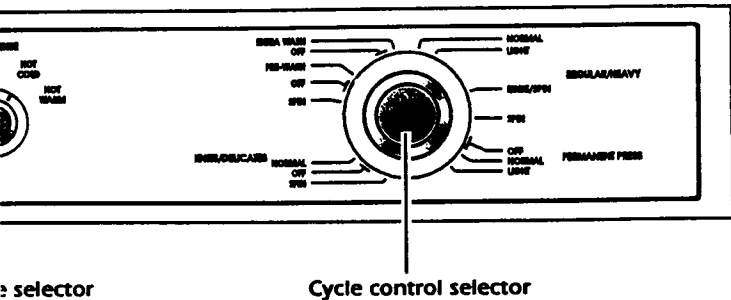 HOT
COLD
HOT
WARM
EXTRA WASH
OFF
PRE-WASH
OFF
SPIN
KNITS/DELICATES
NORMAL
OFF
SPIN
NORMAL
LIGHT
REGULAR/HEAVY
RINSE/SPIN
SPIN
OFF
NORMAL
LIGHT
PERMANENT PRESS
e selector
Cycle control selector